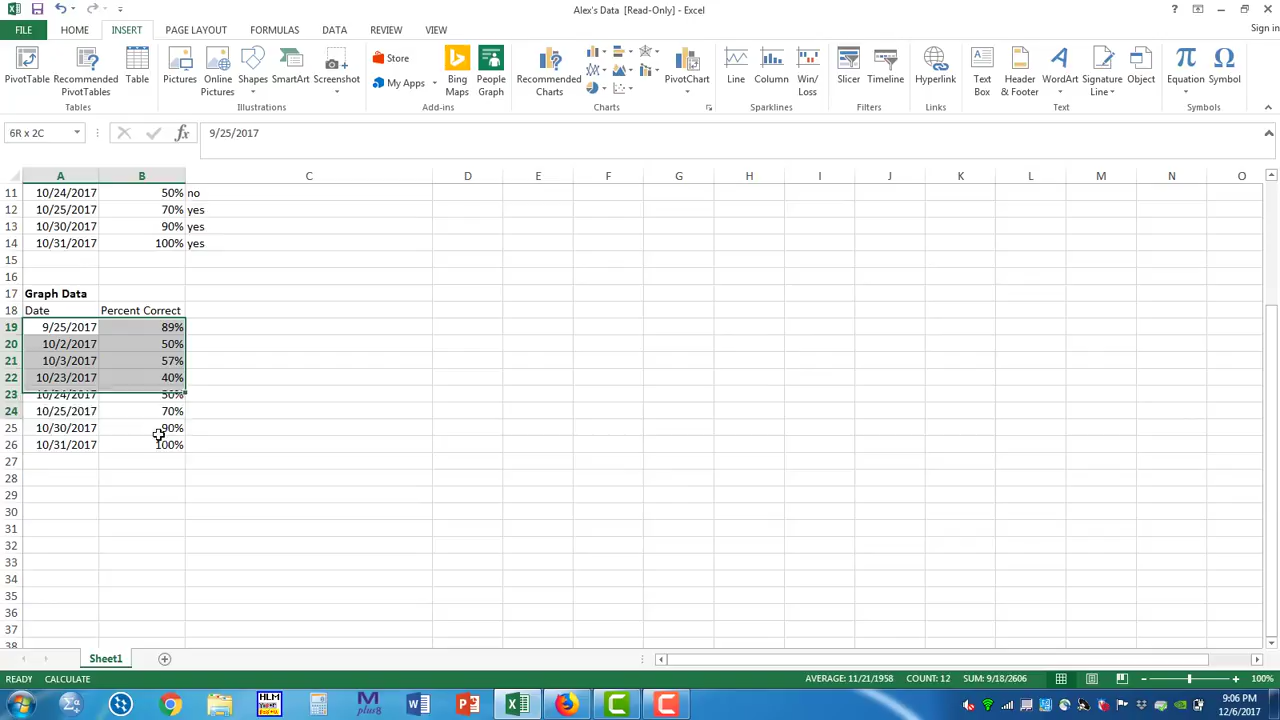 Alex's Data  [Read-Only] - Excel
FILE HOME INSERT PAGE LAYOUT FORMULAS DATA REVIEW VIEW Sign in
PivotTable Recommended PivotTables Table Pictures Online Pictures Shapes SmartArt Screenshot Store My Apps Bing Maps People Graph Recommended Charts PivotChart Line Column Win/Loss Slicer Timeline Hyperlink Text Box Header & Footer WordArt Signature Line Object Equation Symbol
Tables Illustrations Add-ins Charts Sparklines Filters Links Text Symbols
6R x 2C fx 9/25/2017
A B C D E F G H I J K L M N O
11 10/24/2017 50% no
12 10/25/2017 70% yes
13 10/30/2017 90% yes
14 10/31/2017 100% yes
15
16
17 Graph Data
18 Date Percent Correct
19 9/25/2017 89%
20 10/2/2017 50%
21 10/3/2017 57%
22 10/23/2017 40%
23 10/24/2017 50%
24 10/25/2017 70%
25 10/30/2017 90%
26 10/31/2017 100%
27
28
29
30
31
32
33
34
35
36
37
38
Sheet1
READY CALCULATE AVERAGE: 11/21/1958 COUNT: 12 SUM: 9/18/2606 100%
HLM M plus8 9:06 PM
12/6/2017